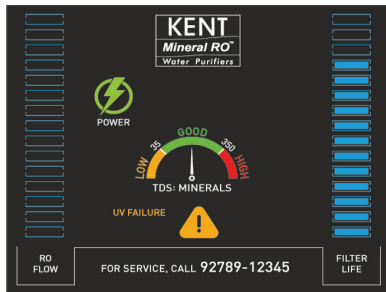 KENT
Mineral RO™
Water Purifiers
POWER
LOW 35 GOOD 350 HIGH
TDS: MINERALS
UV FAILURE
!
RO
FLOW
FOR SERVICE, CALL 92789-12345
FILTER
LIFE